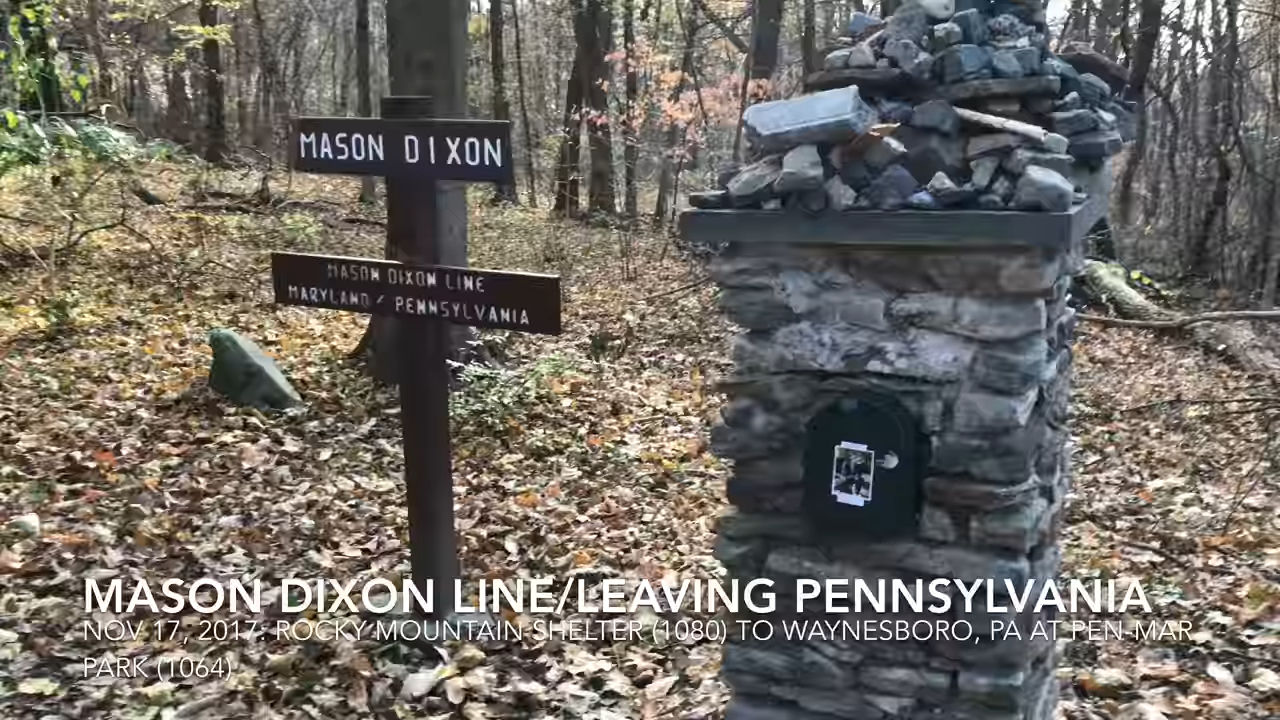 MASON DIXON
MASON DIXON LINE
MARYLAND / PENNSYLVANIA
MASON DIXON LINE/LEAVING PENNSYLVANIA
NOV 17, 2017: ROCKY MOUNTAIN SHELTER (1080) TO WAYNESBORO, PA AT PEN-MAR
PARK (1064)